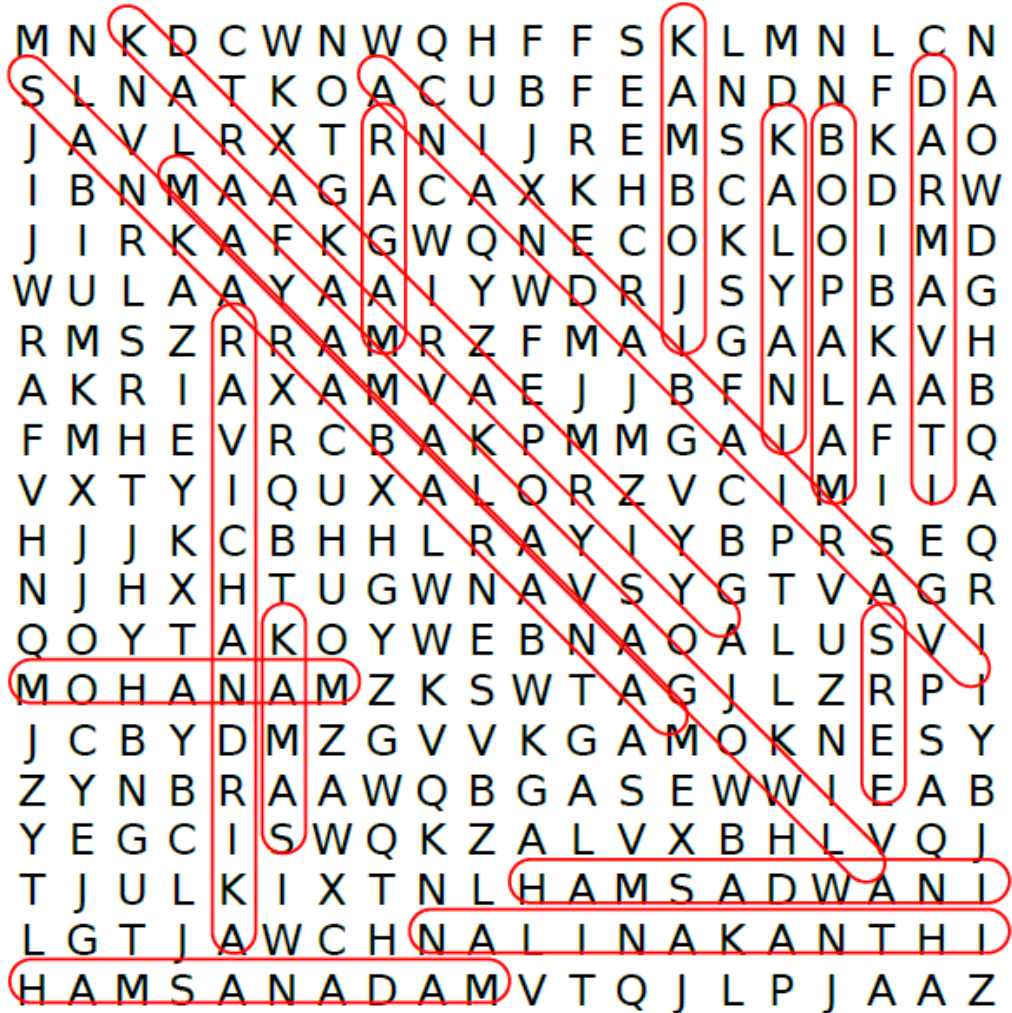 M N K D C W N W Q H F F S K L M N L C N
S L N A T K O A C U B F E A N D N F D A
J A V L R X T R N I J R E M S K B K A O
I B N M A A G A C A X K H B C A O D R W
J I R K A F K G W Q N E C O K L O I M D
W U L A A Y A A I Y W D R J S Y P B A G
R M S Z R R A M R Z F M A I G A A K V H
A K R I A X A M V A E J J B F N L A A B
F M H E V R C B A K P M M G A I A F T Q
V X T Y I Q U X A L O R Z V C I M I I A
H J J K C B H H L R A Y I Y B P R S E Q
N J H X H T U G W N A V S Y G T V A G R
Q O Y T A K O Y W E B N A O A L U S V I
M O H A N A M Z K S W T A G J L Z R P I
J C B Y D M Z G V V K G A M O K N E S Y
Z Y N B R A A W Q B G A S E W W I E A B
Y E G C I S W Q K Z A L V X B H L V Q J
T J U L K I X T N L H A M S A D W A N I
L G T J A W C H N A L I N A K A N T H I
H A M S A N A D A M V T Q J L P J A A Z